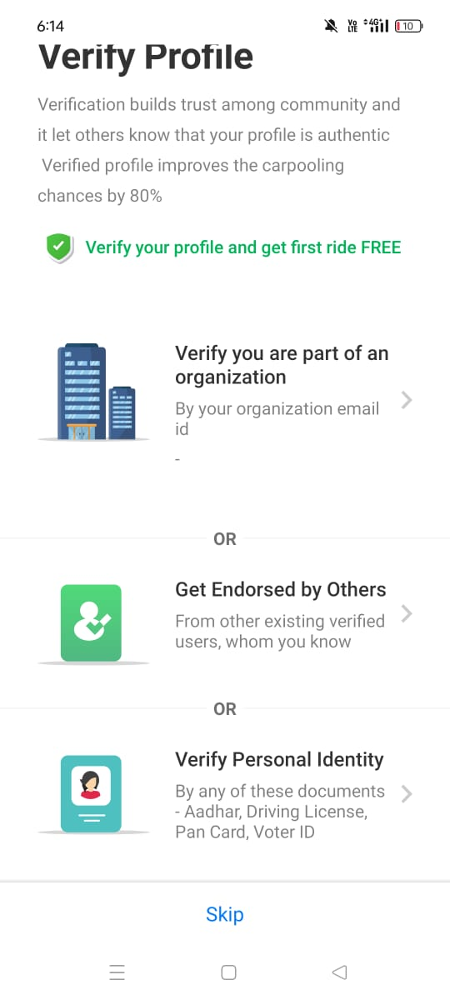 6:14
Vo LTE 4G+ 10
Verify Profile
Verification builds trust among community and
it let others know that your profile is authentic
Verified profile improves the carpooling
chances by 80%
Verify your profile and get first ride FREE
Verify you are part of an
organization
By your organization email
id
-
OR
Get Endorsed by Others
From other existing verified
users, whom you know
OR
Verify Personal Identity
By any of these documents
- Aadhar, Driving License,
Pan Card, Voter ID
Skip